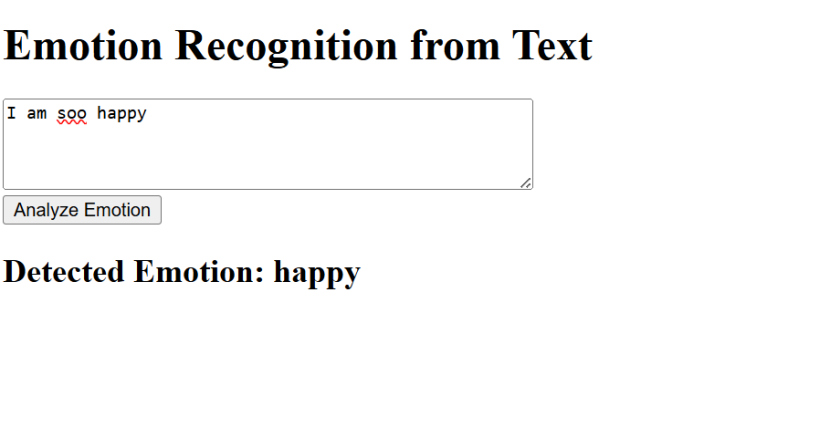 Emotion Recognition from Text
I am soo happy
Analyze Emotion
Detected Emotion: happy